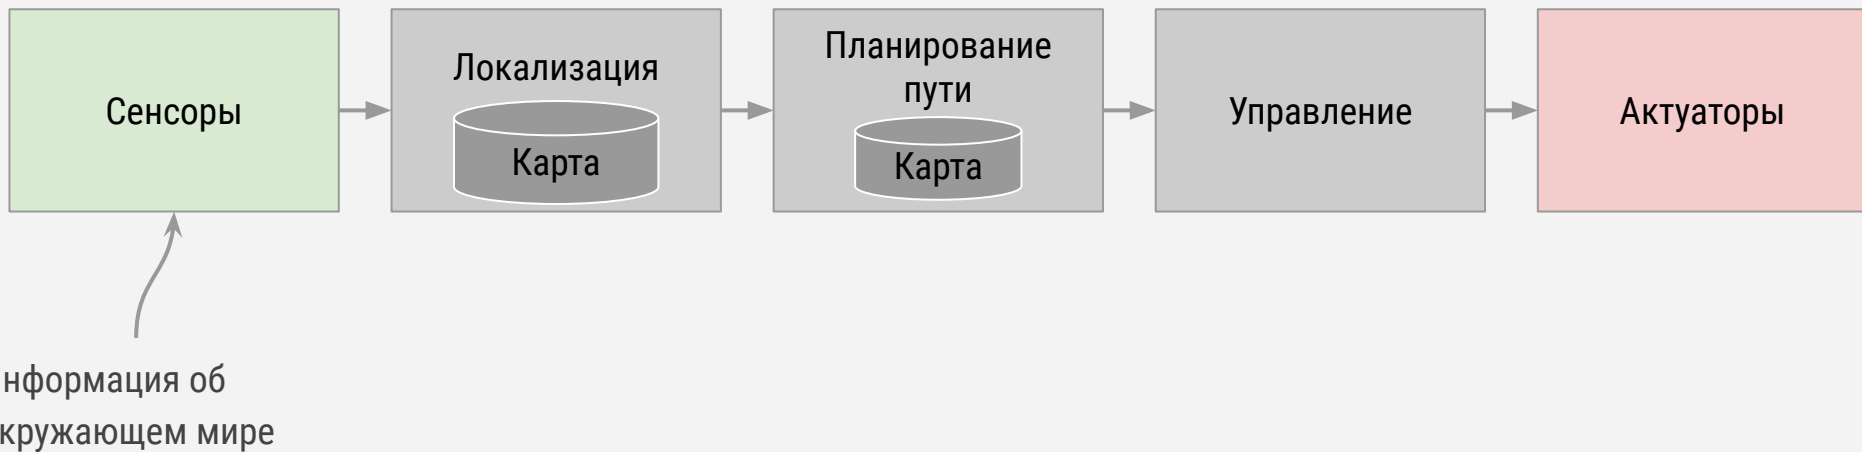 Сенсоры
Локализация
Карта
Планирование
пути
Карта
Управление
Актуаторы
нформация об
кружающем мире